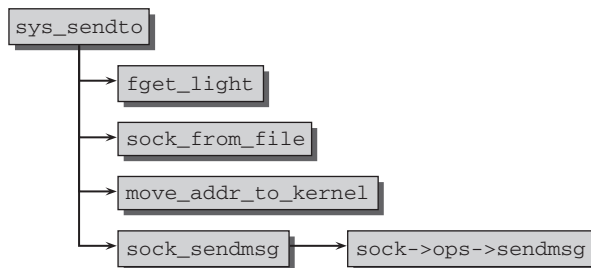 sys_sendto
fget_light
sock_from_file
move_addr_to_kernel
sock_sendmsg
sock->ops->sendmsg